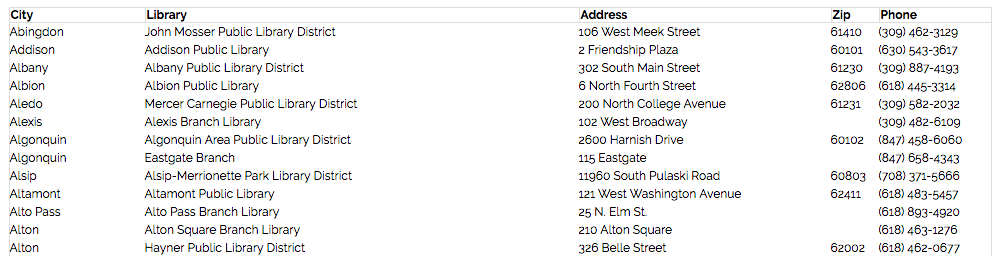 City Library Address Zip Phone
Abingdon John Mosser Public Library District 106 West Meek Street 61410 (309) 462-3129
Addison Addison Public Library 2 Friendship Plaza 60101 (630) 543-3617
Albany Albany Public Library District 302 South Main Street 61230 (309) 887-4193
Albion Albion Public Library 6 North Fourth Street 62806 (618) 445-3314
Aledo Mercer Carnegie Public Library District 200 North College Avenue 61231 (309) 582-2032
Alexis Alexis Branch Library 102 West Broadway (309) 482-6109
Algonquin Algonquin Area Public Library District 2600 Harnish Drive 60102 (847) 458-6060
Algonquin Eastgate Branch 115 Eastgate (847) 658-4343
Alsip Alsip-Merrionette Park Library District 11960 South Pulaski Road 60803 (708) 371-5666
Altamont Altamont Public Library 121 West Washington Avenue 62411 (618) 483-5457
Alto Pass Alto Pass Branch Library 25 N. Elm St. (618) 893-4920
Alton Alton Square Branch Library 210 Alton Square (618) 463-1276
Alton Hayner Public Library District 326 Belle Street 62002 (618) 462-0677